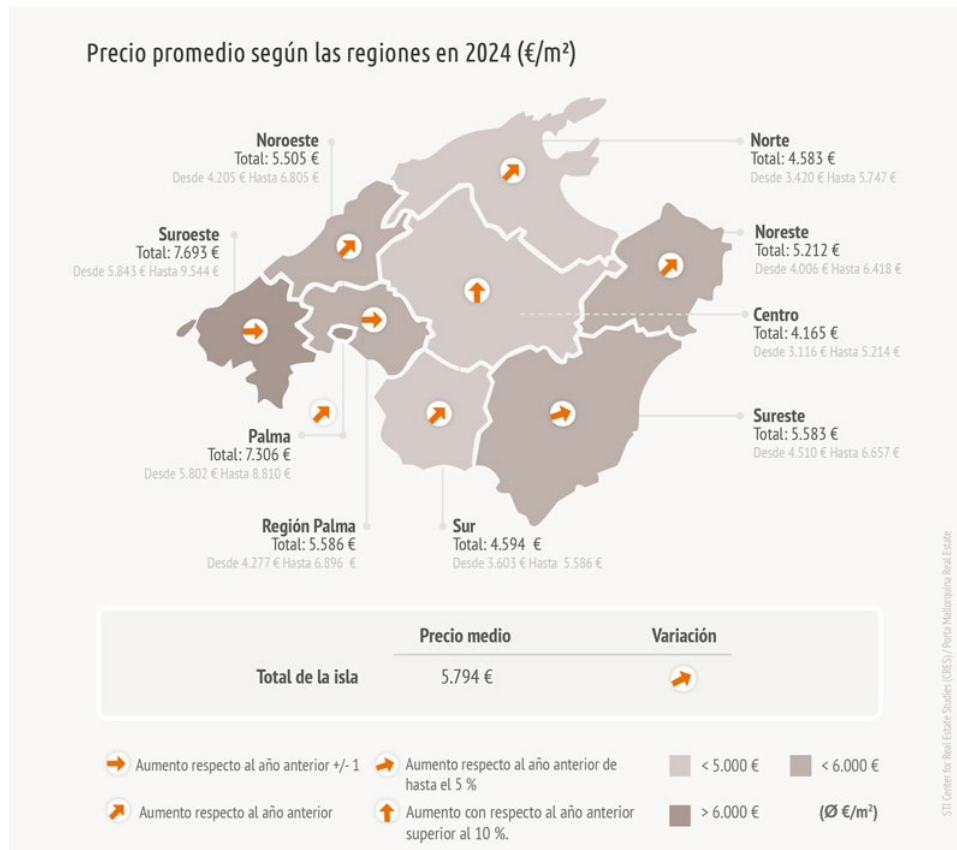 Precio promedio según las regiones en 2024 (€/m²)
Noroeste
Total: 5.505 €
Desde 4.205 € Hasta 6.805 €
Norte
Total: 4.583 €
Desde 3.420 € Hasta 5.747 €
Suroeste
Total: 7.693 €
Desde 5.843 € Hasta 9.544 €
Noreste
Total: 5.212 €
Desde 4.006 € Hasta 6.418 €
Centro
Total: 4.165 €
Desde 3.116 € Hasta 5.214 €
Palma
Total: 7.306 €
Desde 5.802 € Hasta 8.810 €
Sureste
Total: 5.583 €
Desde 4.510 € Hasta 6.657 €
Región Palma
Total: 5.586 €
Desde 4.277 € Hasta 6.896 €
Sur
Total: 4.594 €
Desde 3.603 € Hasta 5.586 €
Precio medio
Variación
Total de la isla
5.794 €
Aumento respecto al año anterior +/- 1
Aumento respecto al año anterior de
hasta el 5 %
< 5.000 €
< 6.000 €
Aumento respecto al año anterior
Aumento con respecto al año anterior
superior al 10 %.
> 6.000 €
(Ø €/m²)
STI Center for Real Estate Studies (CRES) / Porta Mallorquina Real Estate